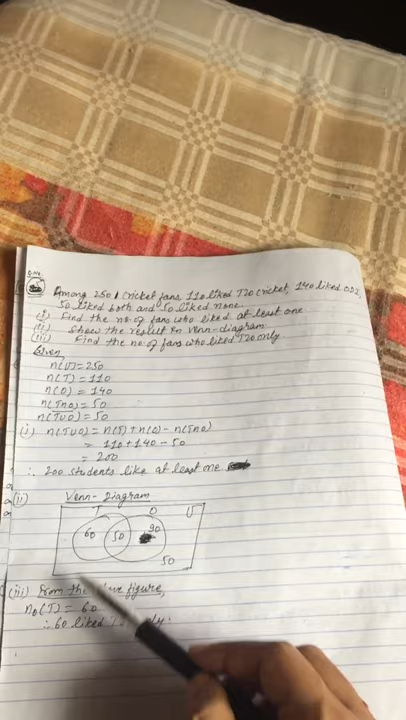 Q.No.
Among 250 cricket fans, 110 liked T20 cricket, 140 liked ODI,
50 liked both and 50 liked none.
(i) Find the no. of fans who liked at least one.
(ii) Show the result in Venn-diagram
(iii) Find the no. of fans who liked T20 only.
Given
n(U) = 250
n(T) = 110
n(O) = 140
n(T∩O) = 50
n(T∪O) = 50
(i) n(T∪O) = n(T) + n(O) - n(T∩O)
= 110 + 140 - 50
= 200
∴ 200 students like at least one
(ii) Venn-Diagram
T O U
60 50 90
50
(iii) From the figure,
n₀(T) = 60
∴ 60 liked